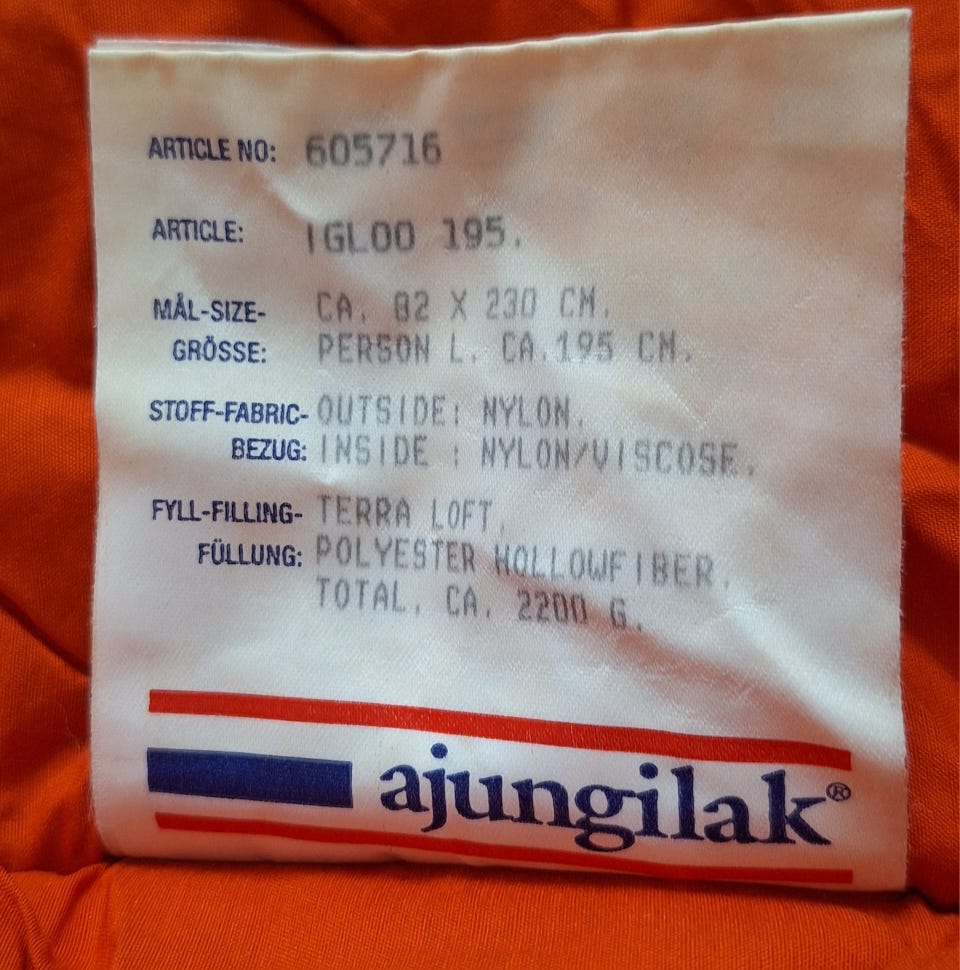 ARTICLE NO: 605716
ARTICLE: IGLOO 195.
MÅL-SIZE- CA. 82 X 230 CM.
GRÖSSE: PERSON L. CA.195 CM.
STOFF-FABRIC- OUTSIDE: NYLON.
BEZUG: INSIDE : NYLON/VISCOSE.
FYLL-FILLING- TERRA LOFT.
FÜLLUNG: POLYESTER HOLLOWFIBER.
TOTAL. CA. 2200 G.
ajungilak®